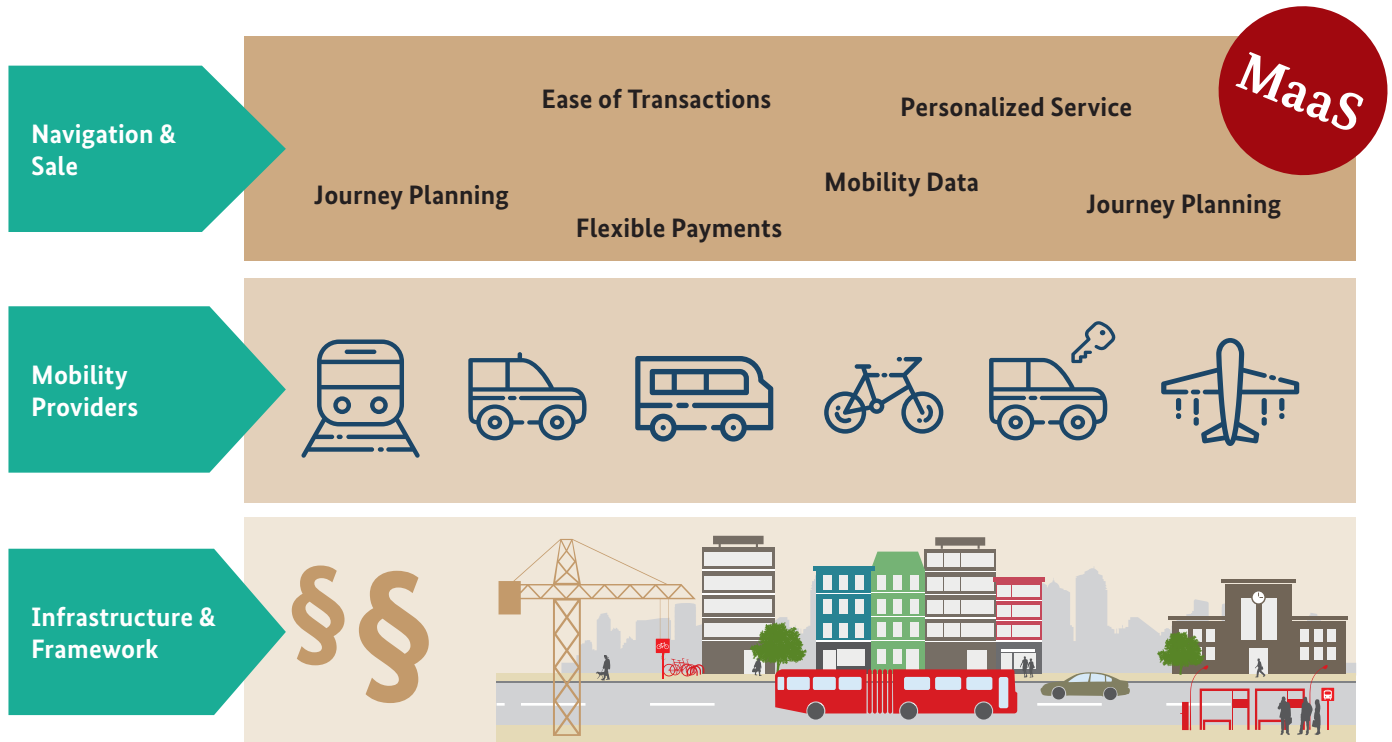 MaaS
Navigation &
Sale
Ease of Transactions
Personalized Service
Journey Planning
Mobility Data
Journey Planning
Flexible Payments
Mobility
Providers
Infrastructure &
Framework
§§